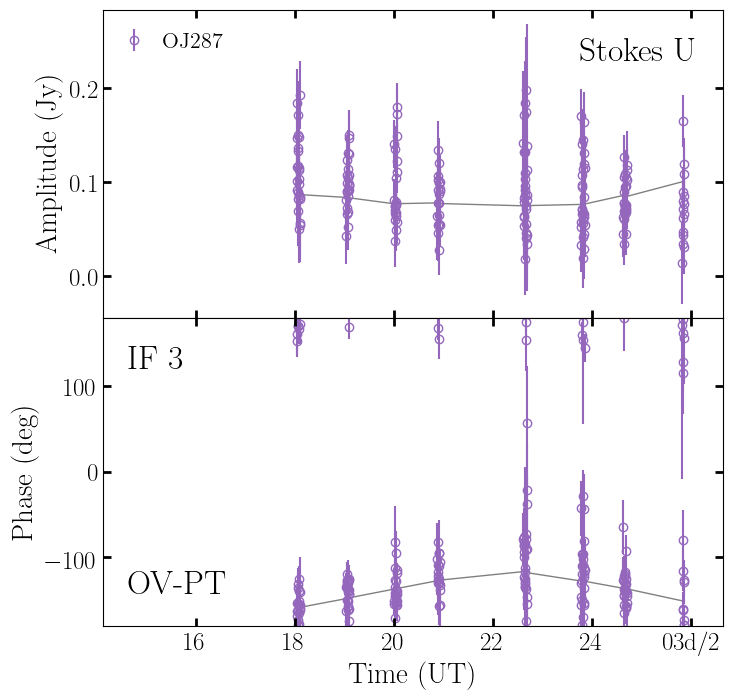 OJ287
Stokes U
Amplitude (Jy)
0.2
0.1
0.0
IF 3
OV-PT
Phase (deg)
100
0
−100
16 18 20 22 24 03d/2
Time (UT)